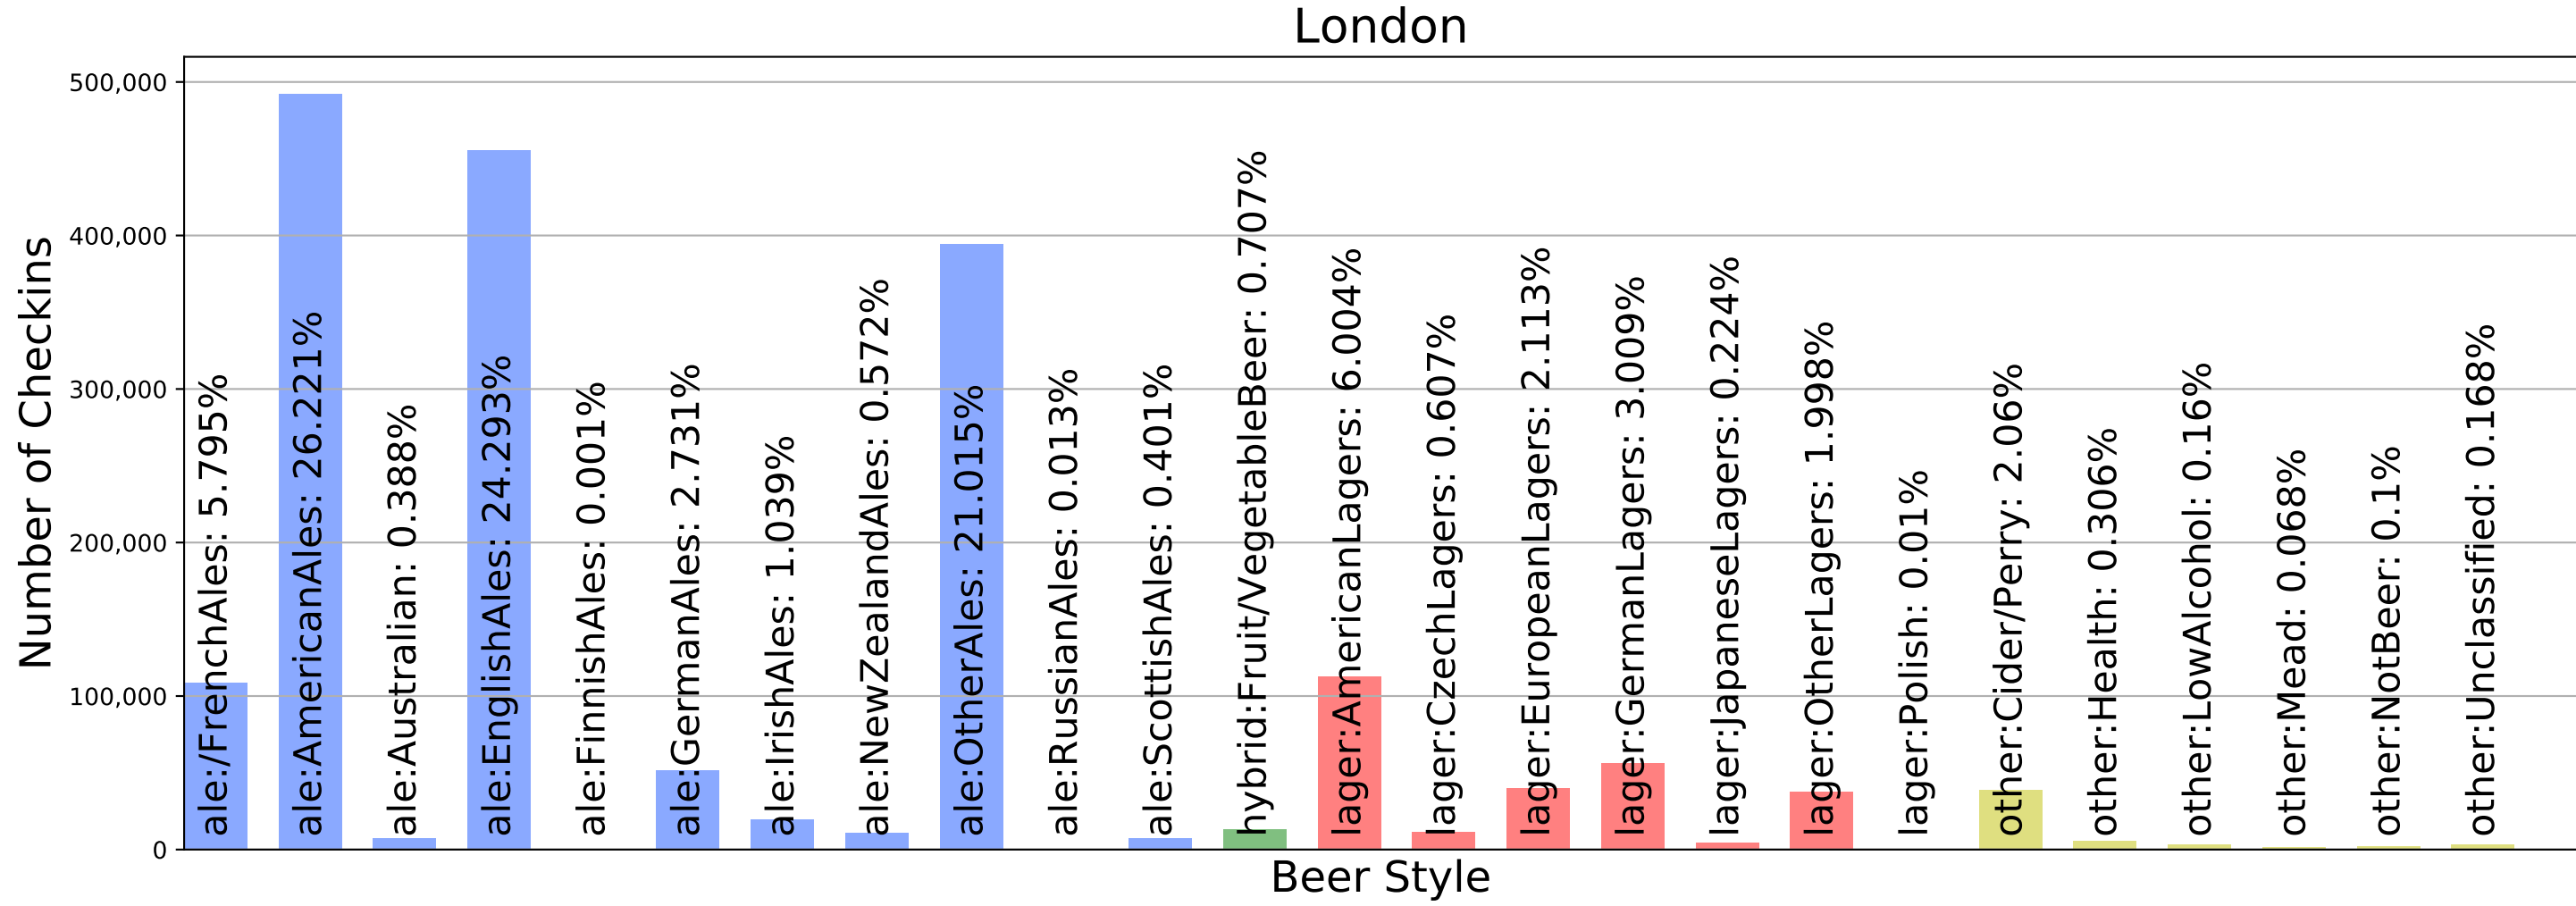 London
Number of Checkins
500,000
400,000
300,000
200,000
100,000
0
ale:/FrenchAles: 5.795%
ale:AmericanAles: 26.221%
ale:Australian: 0.388%
ale:EnglishAles: 24.293%
ale:FinnishAles: 0.001%
ale:GermanAles: 2.731%
ale:IrishAles: 1.039%
ale:NewZealandAles: 0.572%
ale:OtherAles: 21.015%
ale:RussianAles: 0.013%
ale:ScottishAles: 0.401%
hybrid:Fruit/VegetableBeer: 0.707%
lager:AmericanLagers: 6.004%
lager:CzechLagers: 0.607%
lager:EuropeanLagers: 2.113%
lager:GermanLagers: 3.009%
lager:JapaneseLagers: 0.224%
lager:OtherLagers: 1.998%
lager:Polish: 0.01%
other:Cider/Perry: 2.06%
other:Health: 0.306%
other:LowAlcohol: 0.16%
other:Mead: 0.068%
other:NotBeer: 0.1%
other:Unclassified: 0.168%
Beer Style